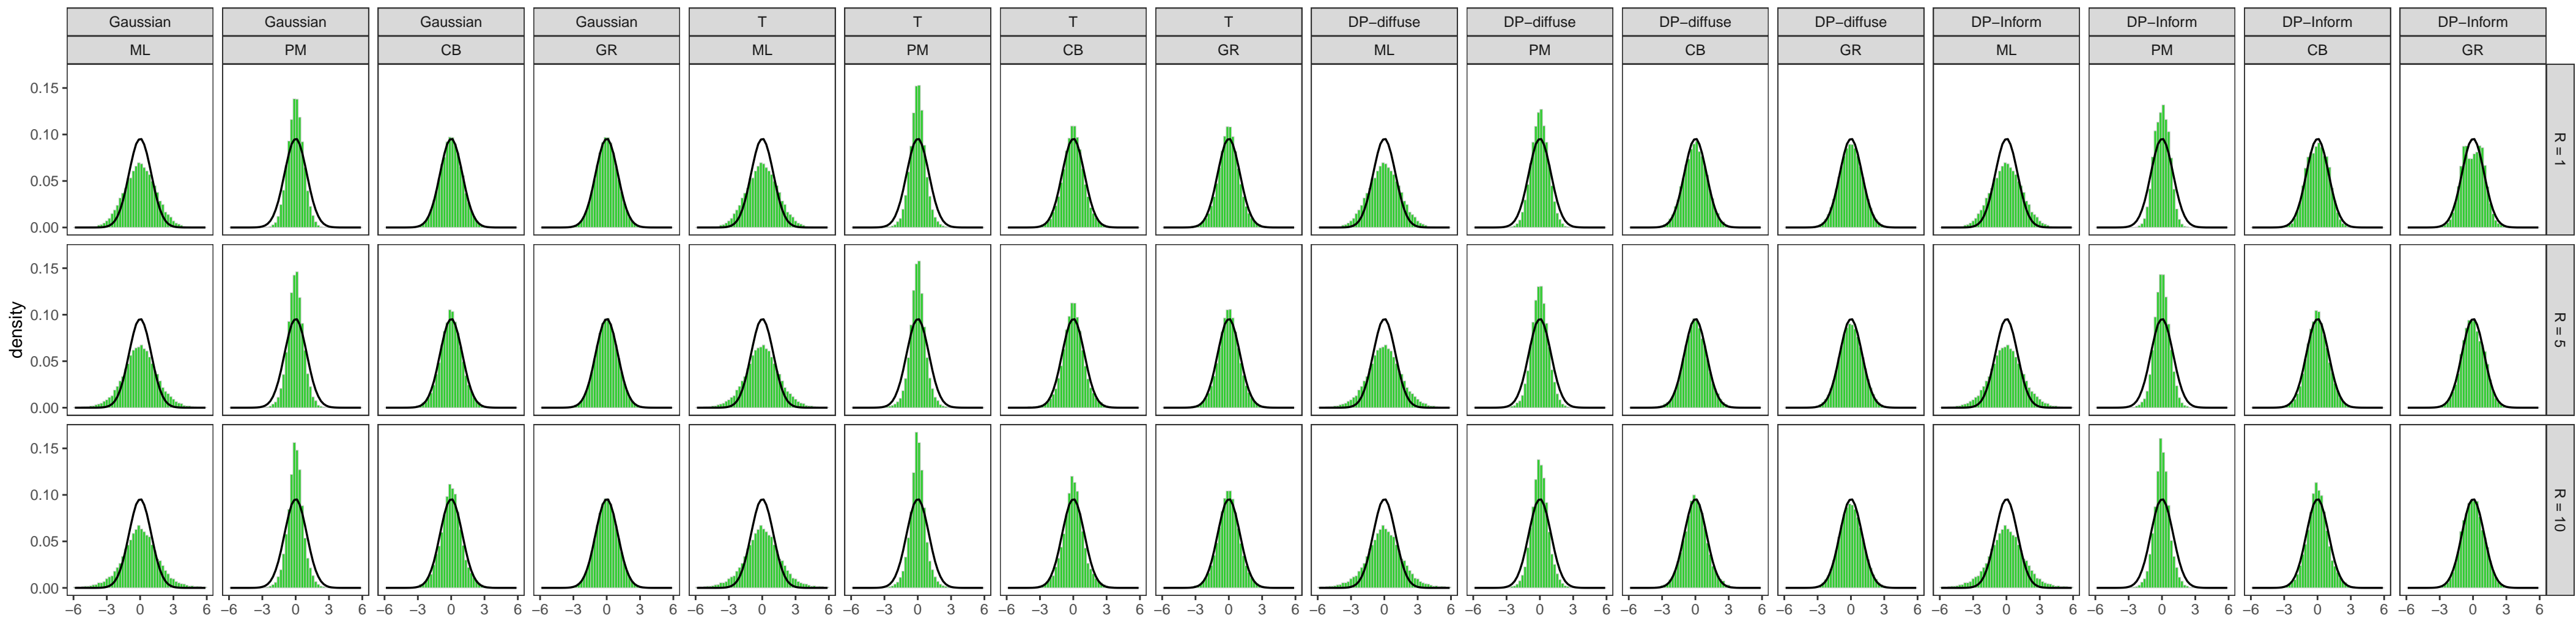 Gaussian Gaussian Gaussian Gaussian T T T T DP−diffuse DP−diffuse DP−diffuse DP−diffuse DP−Inform DP−Inform DP−Inform DP−Inform
ML PM CB GR ML PM CB GR ML PM CB GR ML PM CB GR
0.15
0.10
0.05
0.00
R = 1
0.15
0.10
0.05
0.00
R = 5
0.15
0.10
0.05
0.00
R = 10
density
−6 −3 0 3 6 −6 −3 0 3 6 −6 −3 0 3 6 −6 −3 0 3 6 −6 −3 0 3 6 −6 −3 0 3 6 −6 −3 0 3 6 −6 −3 0 3 6 −6 −3 0 3 6 −6 −3 0 3 6 −6 −3 0 3 6 −6 −3 0 3 6 −6 −3 0 3 6 −6 −3 0 3 6 −6 −3 0 3 6 −6 −3 0 3 6